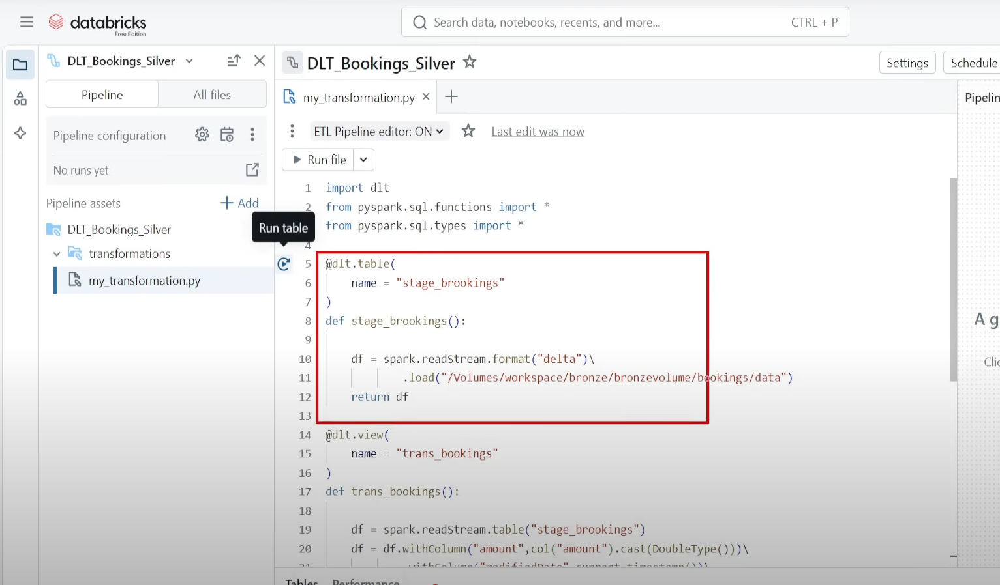 databricks
Free Edition
Search data, notebooks, recents, and more...
CTRL + P
DLT_Bookings_Silver
Pipeline
All files
Pipeline configuration
No runs yet
Pipeline assets
Add
DLT_Bookings_Silver
transformations
my_transformation.py
DLT_Bookings_Silver
Settings
Schedule
my_transformation.py
ETL Pipeline editor: ON
Last edit was now
Run file
Run table
1 import dlt
2 from pyspark.sql.functions import *
from pyspark.sql.types import *
4
5 @dlt.table(
6 name = "stage_brookings"
7 )
8 def stage_brookings():
9
10 df = spark.readStream.format("delta")\
11 .load("/Volumes/workspace/bronze/bronzevolume/bookings/data")
12 return df
13
14 @dlt.view(
15 name = "trans_bookings"
16 )
17 def trans_bookings():
18
19 df = spark.readStream.table("stage_brookings")
20 df = df.withColumn("amount",col("amount").cast(DoubleType()))\
Tables Performance
Pipelin
A g
Clic